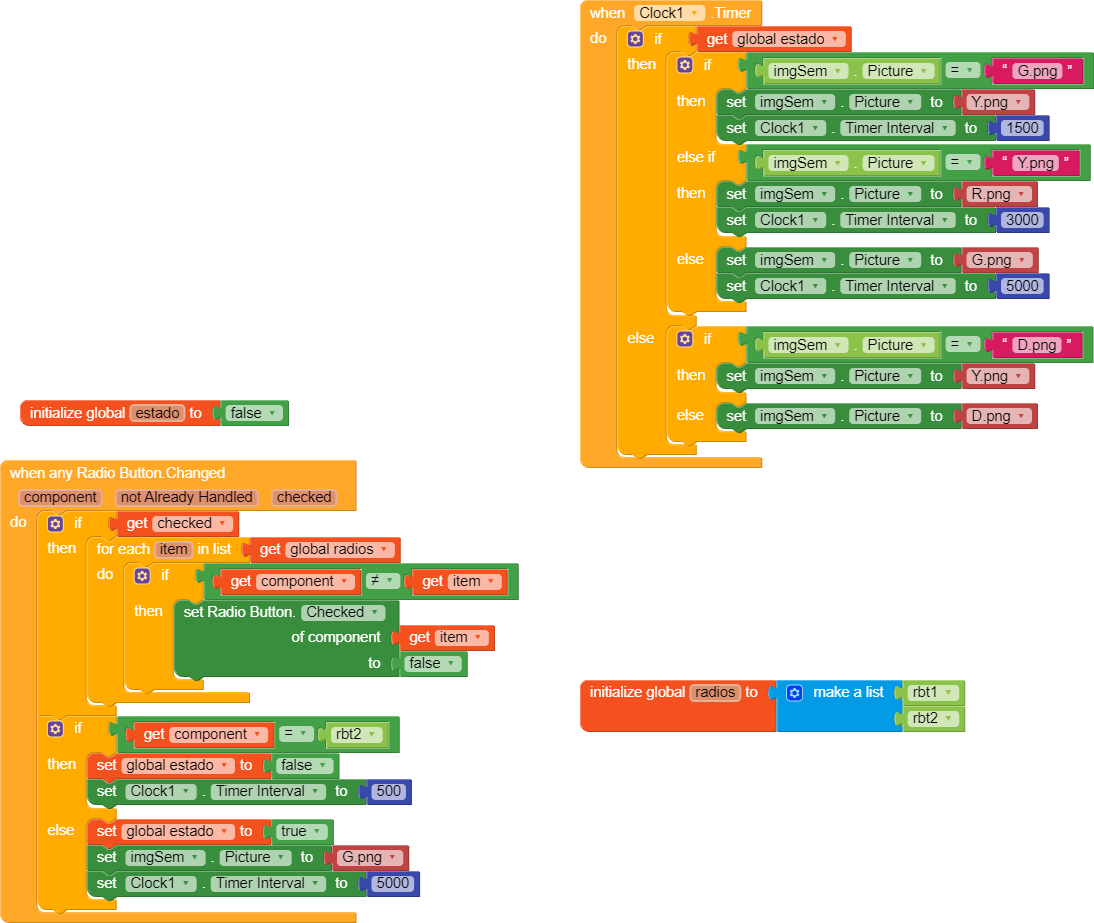 when Clock1 .Timer
do if get global estado
then if imgSem . Picture = " G.png "
then set imgSem . Picture to Y.png
set Clock1 . Timer Interval to 1500
else if imgSem . Picture = " Y.png "
then set imgSem . Picture to R.png
set Clock1 . Timer Interval to 3000
else set imgSem . Picture to G.png
set Clock1 . Timer Interval to 5000
else if imgSem . Picture = " D.png "
then set imgSem . Picture to Y.png
else set imgSem . Picture to D.png
initialize global estado to false
when any Radio Button.Changed
component not Already Handled checked
do if get checked
then for each item in list get global radios
do if get component ≠ get item
then set Radio Button. Checked
of component get item
to false
if get component = rbt2
then set global estado to false
set Clock1 . Timer Interval to 500
else set global estado to true
set imgSem . Picture to G.png
set Clock1 . Timer Interval to 5000
initialize global radios to make a list rbt1
rbt2